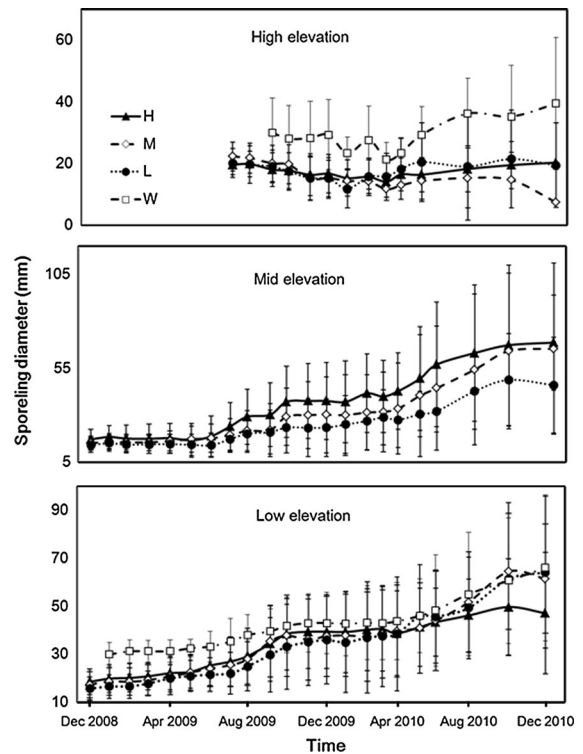 60
High elevation
40
H
M
20
L
W
0
Sporeling diameter (mm)
105
Mid elevation
55
5
90
Low elevation
70
50
30
10
Dec 2008 Apr 2009 Aug 2009 Dec 2009 Apr 2010 Aug 2010 Dec 2010
Time